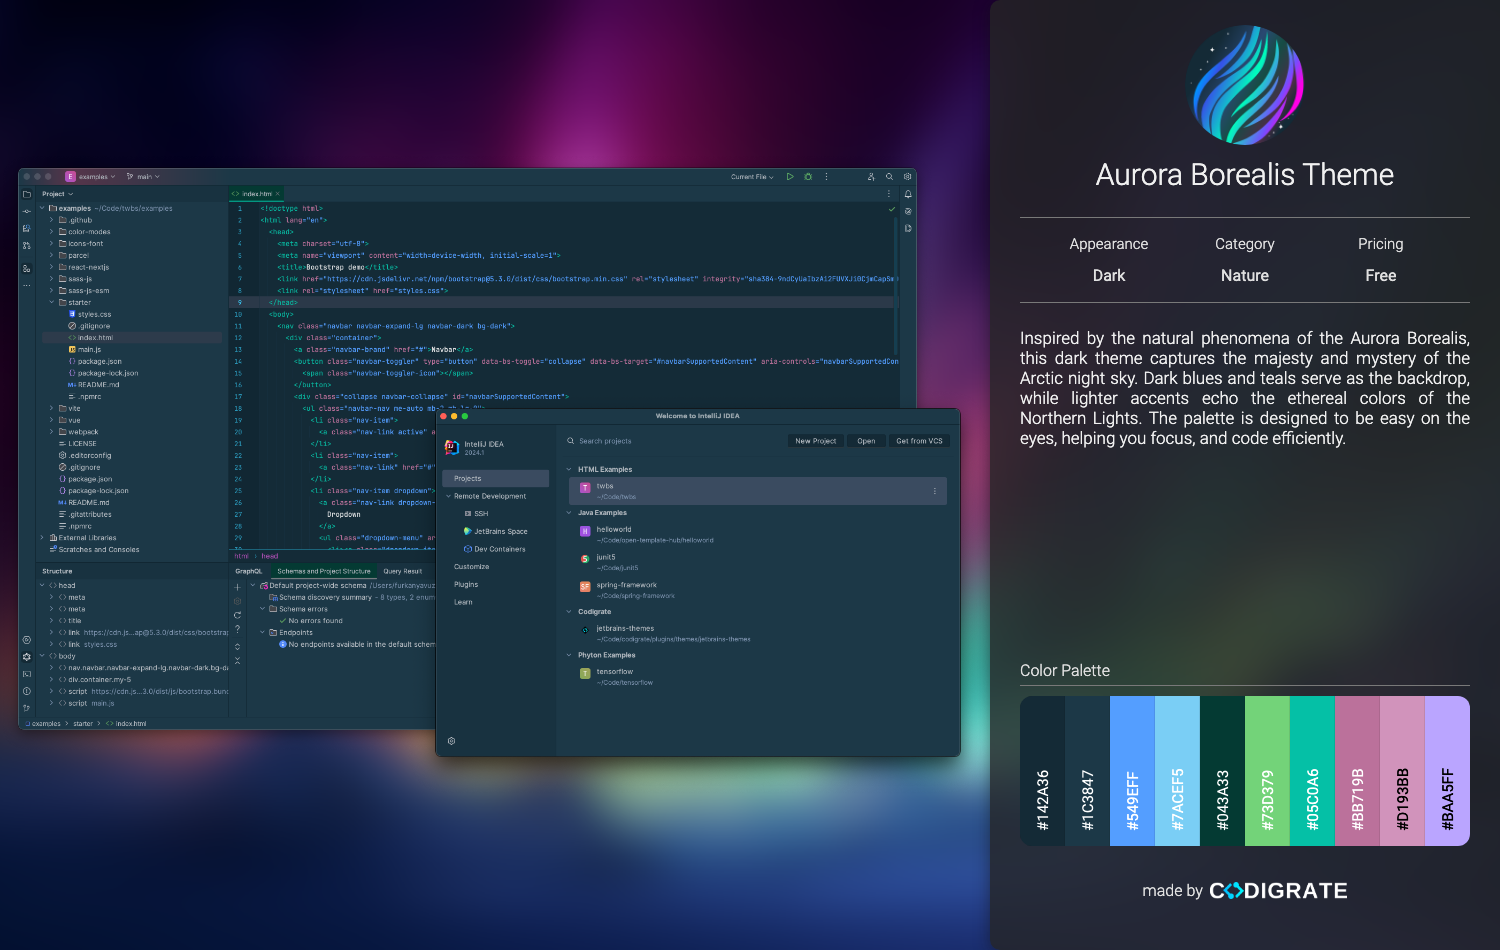 E examples
main
Current File
Project
index.html
examples ~/Code/twbs/examples
.github
color-modes
icons-font
parcel
react-nextjs
sass-js
sass-js-esm
starter
styles.css
.gitignore
index.html
main.js
package.json
package-lock.json
README.md
.npmrc
vite
vue
webpack
LICENSE
.editorconfig
.gitignore
package.json
package-lock.json
README.md
.gitattributes
.npmrc
External Libraries
Scratches and Consoles
1 <!doctype html>
2 <html lang="en">
3 <head>
4 <meta charset="utf-8">
5 <meta name="viewport" content="width=device-width, initial-scale=1">
6 <title>Bootstrap demo</title>
7 <link href="https://cdn.jsdelivr.net/npm/bootstrap@5.3.0/dist/css/bootstrap.min.css" rel="stylesheet"
8 <link rel="stylesheet" href="styles.css">
9 </head>
10 <body>
11 <nav class="navbar navbar-expand-lg navbar-dark bg-dark">
12 <div class="container">
13 <a class="navbar-brand" href="#">Navbar</a>
14 <button class="navbar-toggler" type="button" data-bs-toggle="collapse" data-bs-target="#navbarSupportedContent" aria-controls="navbarSupportedCon
15 <span class="navbar-toggler-icon"></span>
16 </button>
17 <div class="collapse navbar-collapse" id="navbarSupportedContent">
18 <ul class="navbar-nav me-auto
19 <li class="nav-item">
20 <a class="nav-link active"
21 </li>
22 <li class="nav-item">
23 <a class="nav-link" href="#"
24 </li>
25 <li class="nav-item dropdown">
26 <a class="nav-link dropdown-
27 Dropdown
28 </a>
29 <ul class="dropdown-menu"
html > head
Structure
head
meta
meta
title
link https://cdn.js...ap@5.3.0/dist/css/bootstrap
link styles.css
body
nav.navbar.navbar-expand-lg.navbar-dark.bg-da
div.container.my-5
script https://cdn.js...3.0/dist/js/bootstrap.bund
script main.js
GraphQL
Schemas and Project Structure
Query Result
Default project-wide schema /Users/furkanyavuz
Schema discovery summary - 8 types, 2 enum
Schema errors
No errors found
Endpoints
No endpoints available in the default schem
examples > starter > index.html
Welcome to IntelliJ IDEA
IntelliJ IDEA
2024.1
Projects
Remote Development
SSH
JetBrains Space
Dev Containers
Customize
Plugins
Learn
Search projects
New Project
Open
Get from VCS
HTML Examples
T twbs
~/Code/twbs
Java Examples
H helloworld
~/Code/open-template-hub/helloworld
junit5
~/Code/junit5
SF spring-framework
~/Code/spring-framework
Codigrate
jetbrains-themes
~/Code/codigrate/plugins/themes/jetbrains-themes
Phyton Examples
T tensorflow
~/Code/tensorflow
Aurora Borealis Theme
Appearance Category Pricing
Dark Nature Free
Inspired by the natural phenomena of the Aurora Borealis,
this dark theme captures the majesty and mystery of the
Arctic night sky. Dark blues and teals serve as the backdrop,
while lighter accents echo the ethereal colors of the
Northern Lights. The palette is designed to be easy on the
eyes, helping you focus, and code efficiently.
Color Palette
#142A36
#1C3847
#549EFF
#7ACEF5
#043A33
#73D379
#05C0A6
#BB719B
#D193BB
#BAA5FF
made by CODIGRATE